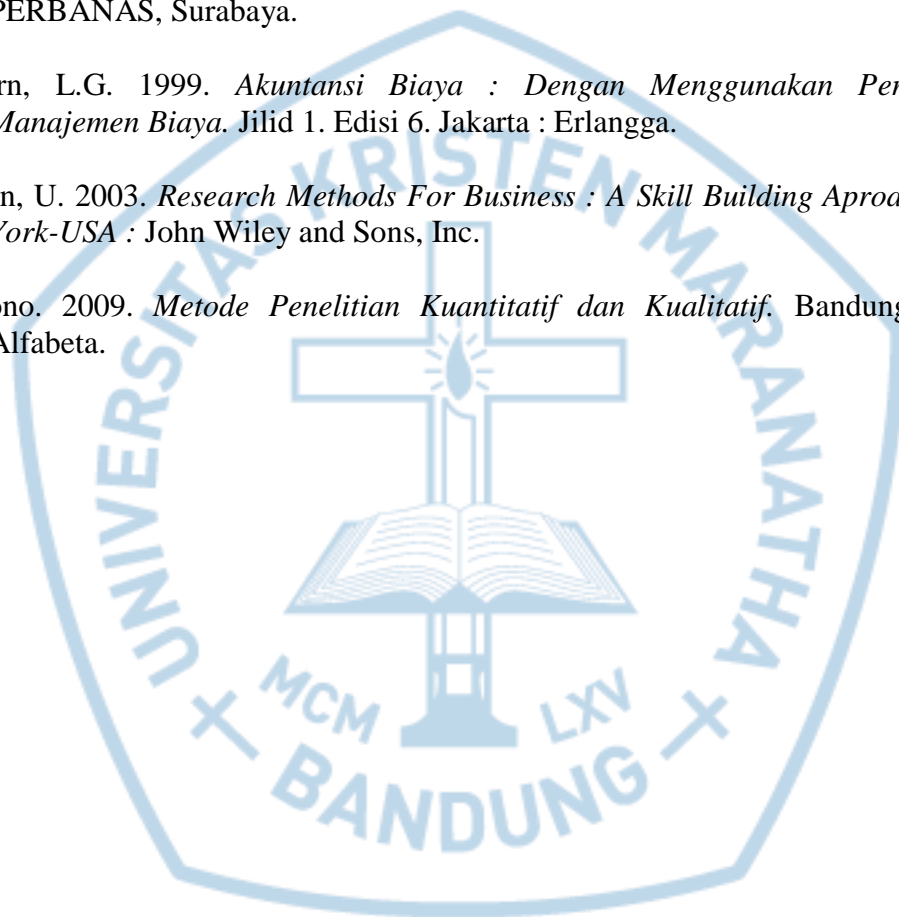 PERBANAS, Surabaya.
rn, L.G. 1999. Akuntansi Biaya : Dengan Menggunakan Pen
Manajemen Biaya. Jilid 1. Edisi 6. Jakarta : Erlangga.
n, U. 2003. Research Methods For Business : A Skill Building Aproa
York-USA : John Wiley and Sons, Inc.
ono. 2009. Metode Penelitian Kuantitatif dan Kualitatif. Bandung
Alfabeta.
UNIVERSITAS KRISTEN MARANATHA
MCM LXV
BANDUNG